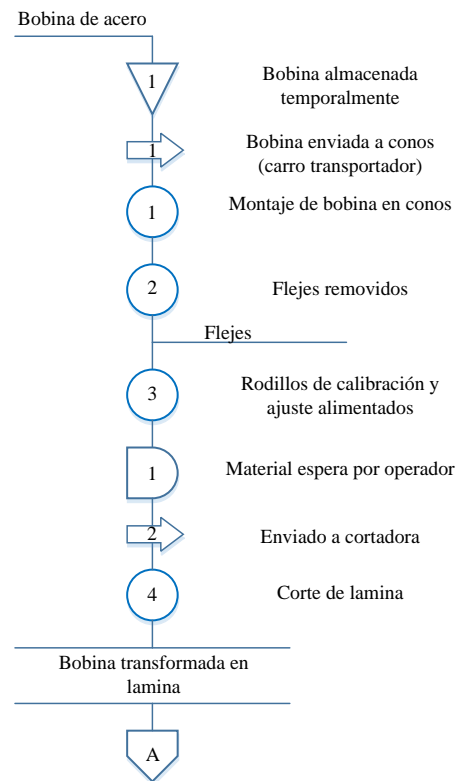 Bobina de acero
1
Bobina almacenada
temporalmente
1
Bobina enviada a conos
(carro transportador)
1
Montaje de bobina en conos
2
Flejes removidos
Flejes
3
Rodillos de calibración y
ajuste alimentados
1
Material espera por operador
2
Enviado a cortadora
4
Corte de lamina
Bobina transformada en
lamina
A